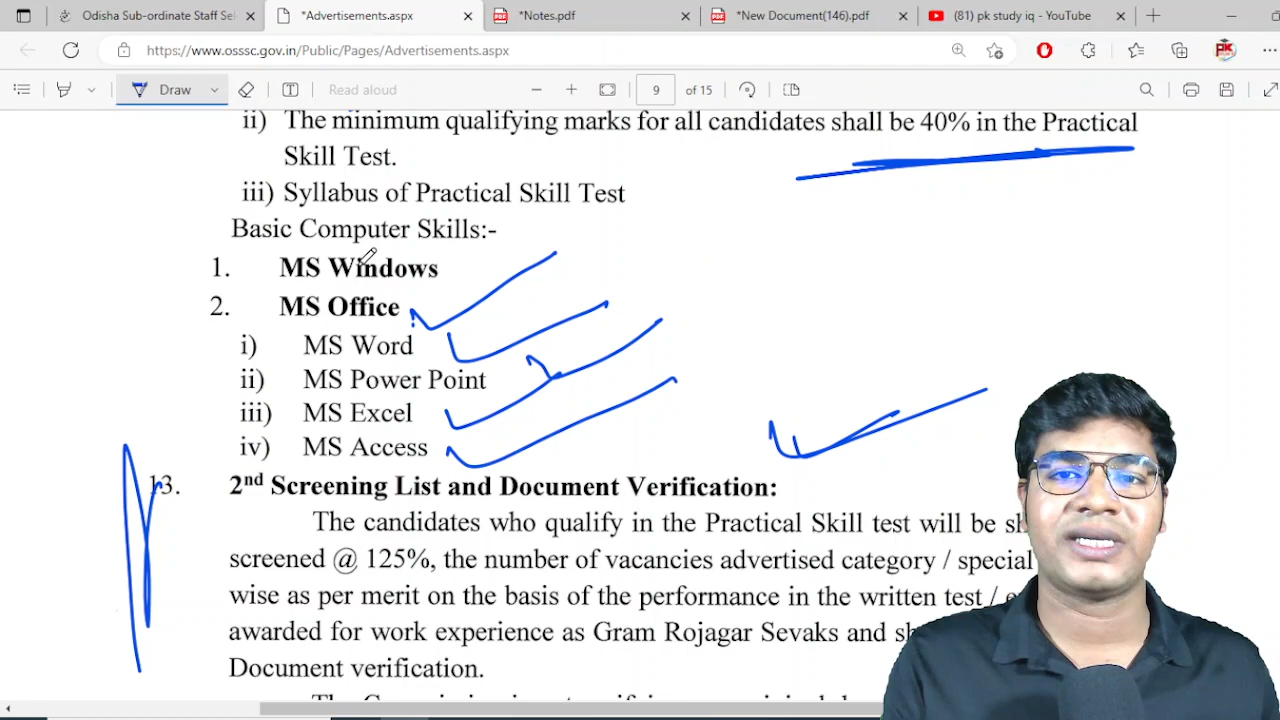 Odisha Sub-ordinate Staff Sel
*Advertisements.aspx
*Notes.pdf
*New Document(146).pdf
(81) pk study iq - YouTube
https://www.osssc.gov.in/Public/Pages/Advertisements.aspx
PK
Draw
Read aloud
9
of 15
ii) The minimum qualifying marks for all candidates shall be 40% in the Practical
Skill Test.
iii) Syllabus of Practical Skill Test
Basic Computer Skills:-
1. MS Windows
2. MS Office
i) MS Word
ii) MS Power Point
iii) MS Excel
iv) MS Access
13. 2nd Screening List and Document Verification:
The candidates who qualify in the Practical Skill test will be
screened @ 125%, the number of vacancies advertised category / special
wise as per merit on the basis of the performance in the written test /
awarded for work experience as Gram Rojagar Sevaks and
Document verification.